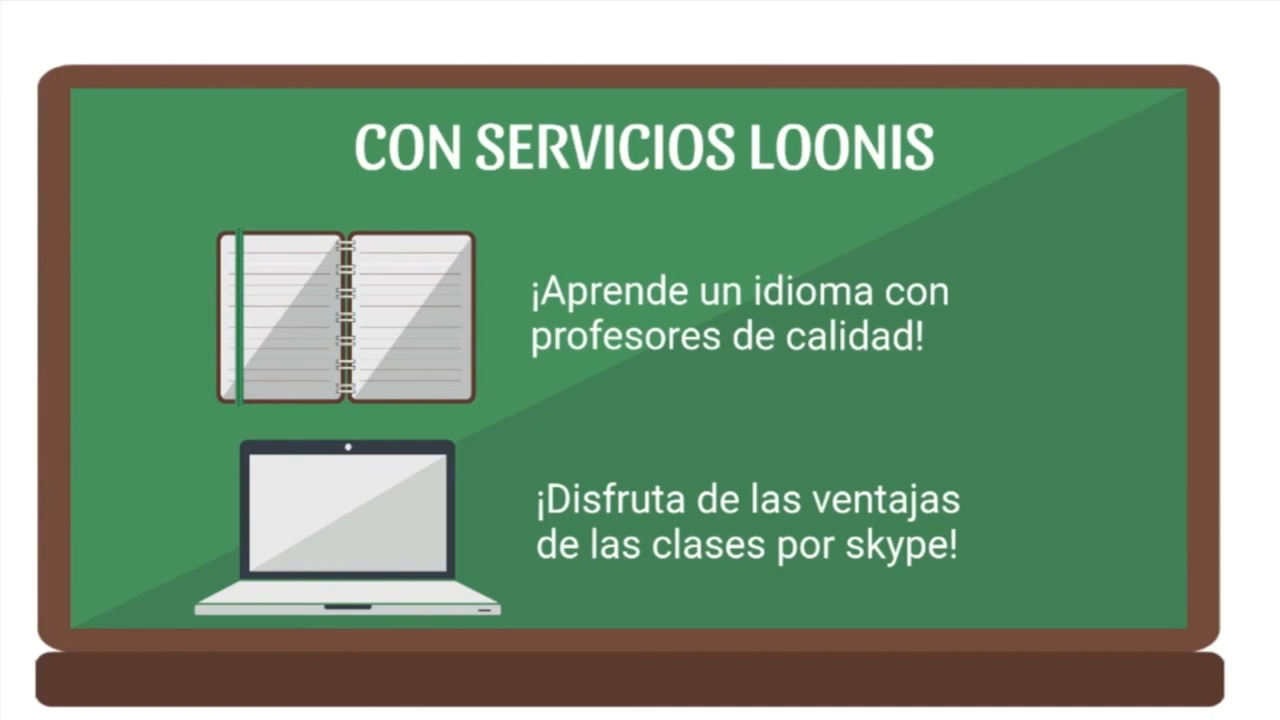 CON SERVICIOS LOONIS
¡Aprende un idioma con
profesores de calidad!
¡Disfruta de las ventajas
de las clases por skype!